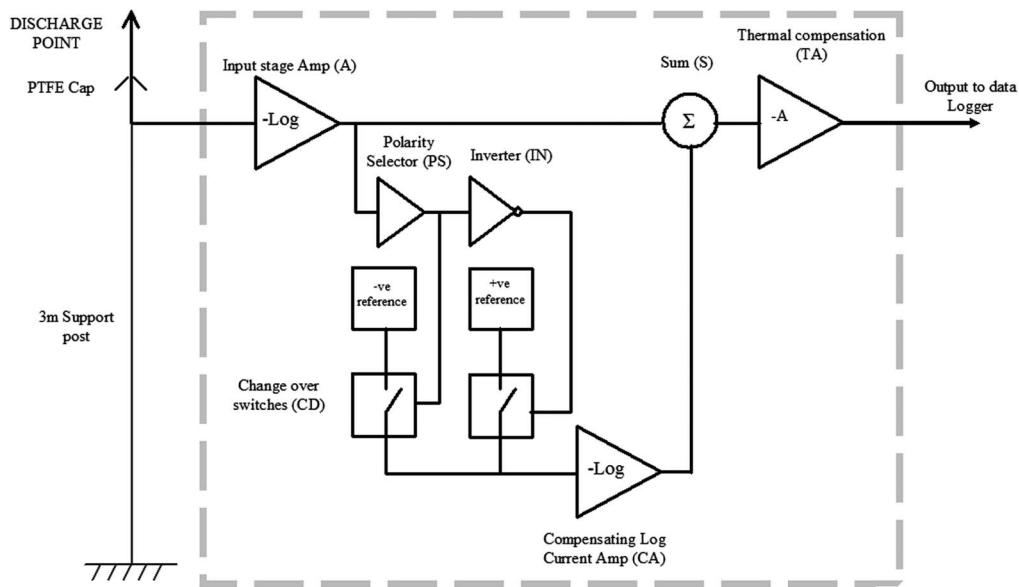 DISCHARGE
POINT
PTFE Cap
3m Support
post
Input stage Amp (A)
-Log
Polarity
Selector (PS)
Inverter (IN)
-ve
reference
+ve
reference
Change over
switches (CD)
-Log
Compensating Log
Current Amp (CA)
Sum (S)
Σ
Thermal compensation
(TA)
-A
Output to data
Logger